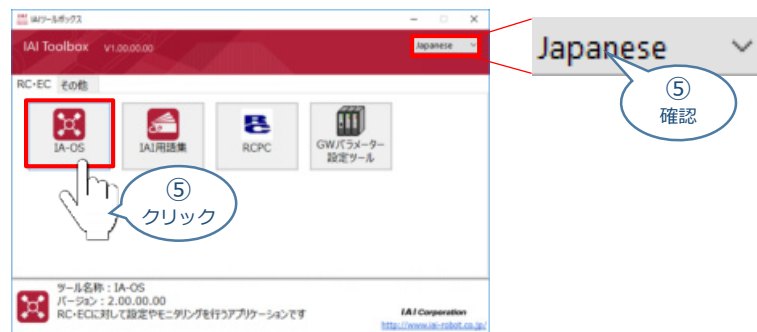 IAIツールボックス
IAI Toolbox V1.00.00.00
Japanese
RC・EC その他
IA-OS
IAI用語集
RCPC
GWパラメーター
設定ツール
⑤
クリック
ツール名称：IA-OS
バージョン：2.00.00.00
RC・ECに対して設定やモニタリングを行うアプリケーションです
IAI Corporation
http://www.iai-robot.co.jp/
Japanese
⑤
確認